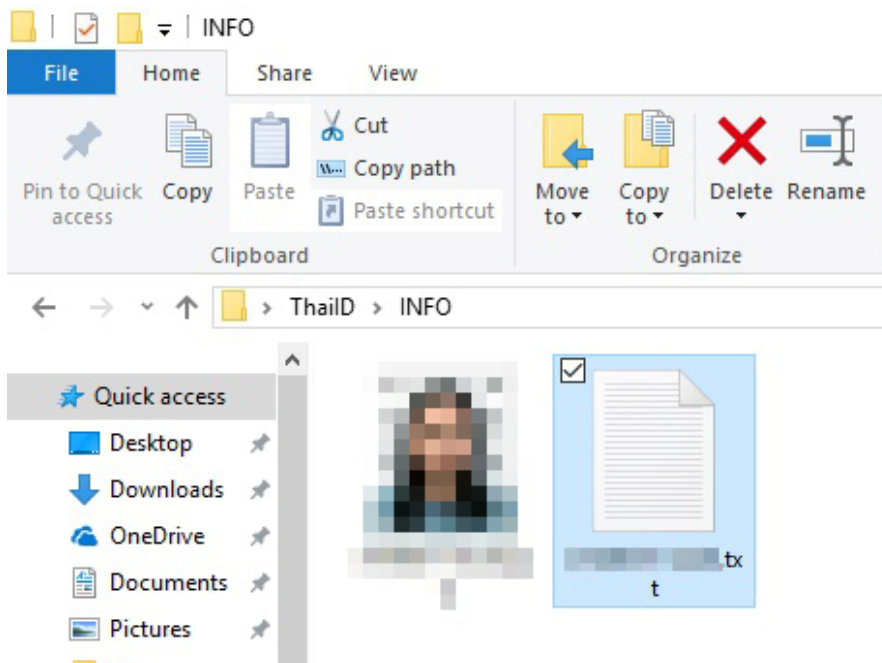 INFO
File Home Share View
Pin to Quick access
Copy
Paste
Cut
Copy path
Paste shortcut
Clipboard
Move to
Copy to
Delete
Rename
Organize
ThaiID > INFO
Quick access
Desktop
Downloads
OneDrive
Documents
Pictures
.tx
t